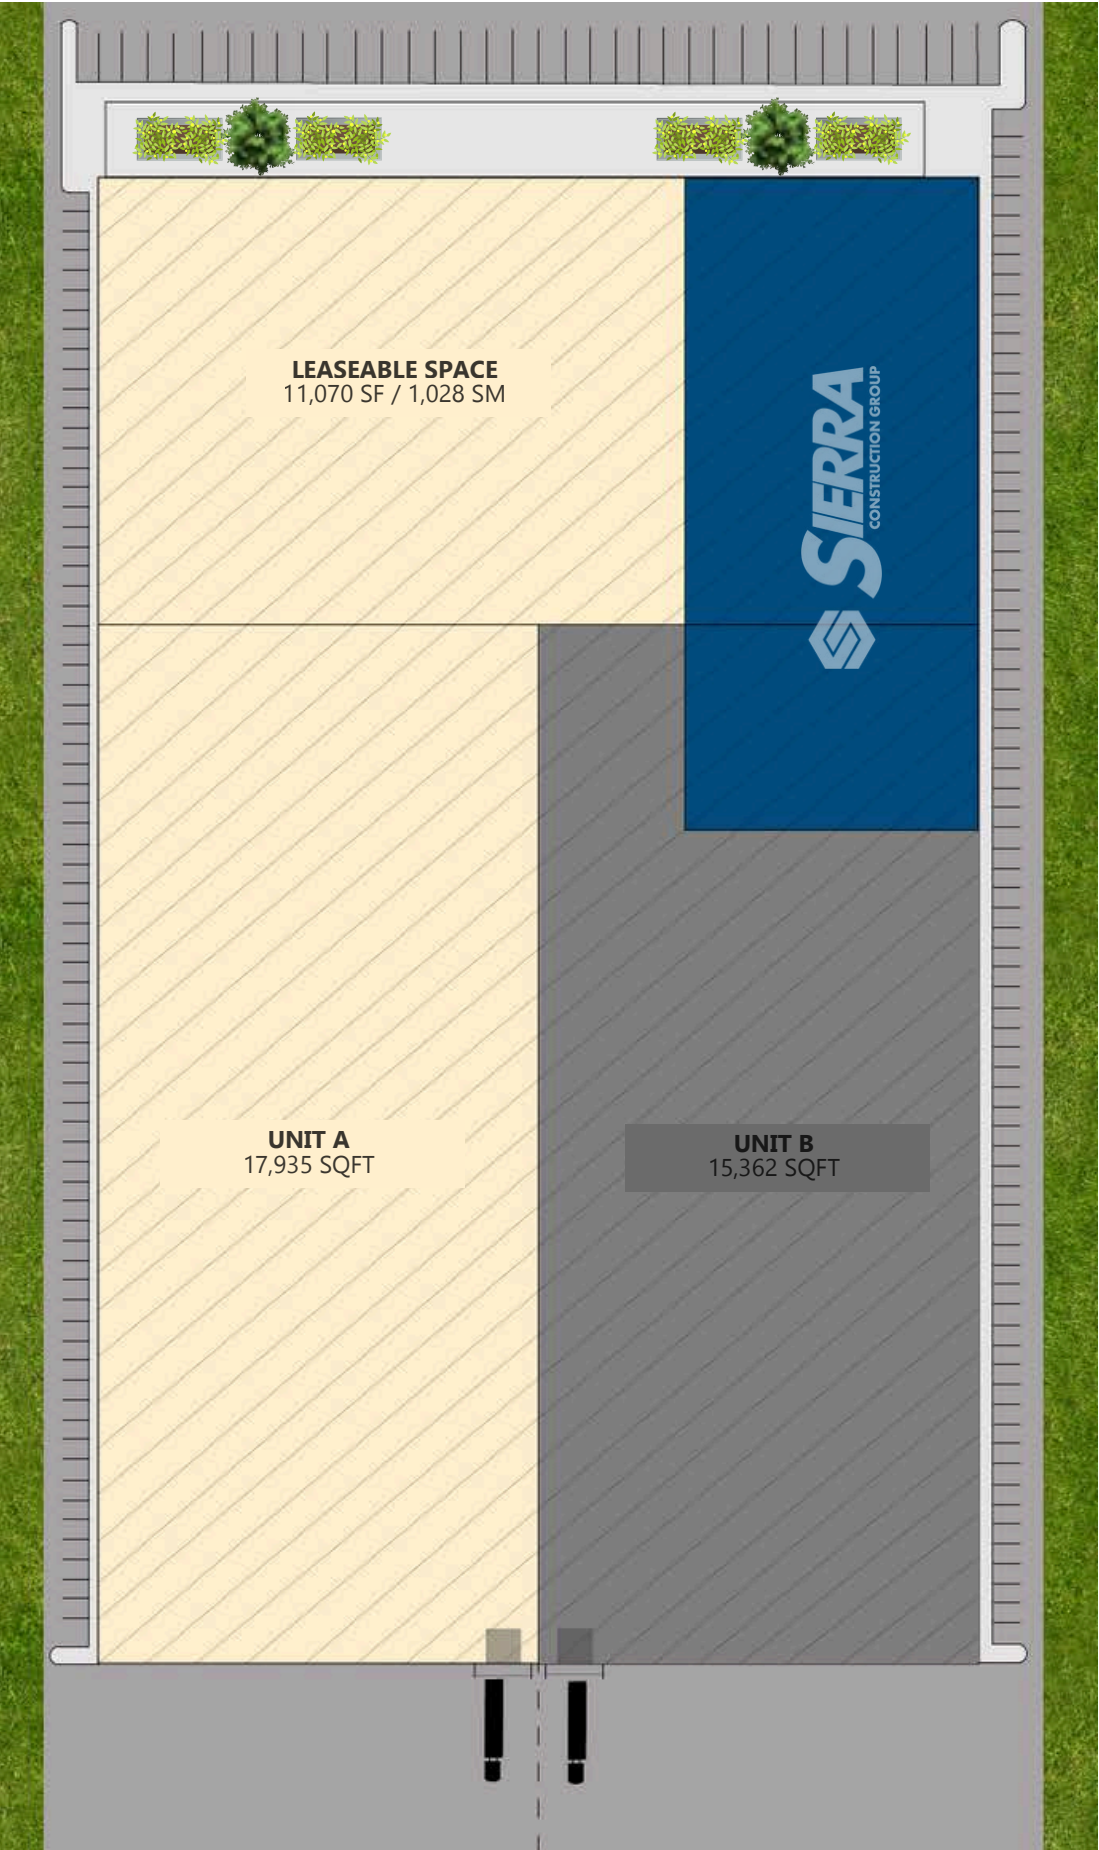 LEASEABLE SPACE
11,070 SF / 1,028 SM
SIERRA
CONSTRUCTION GROUP
UNIT A
17,935 SQFT
UNIT B
15,362 SQFT